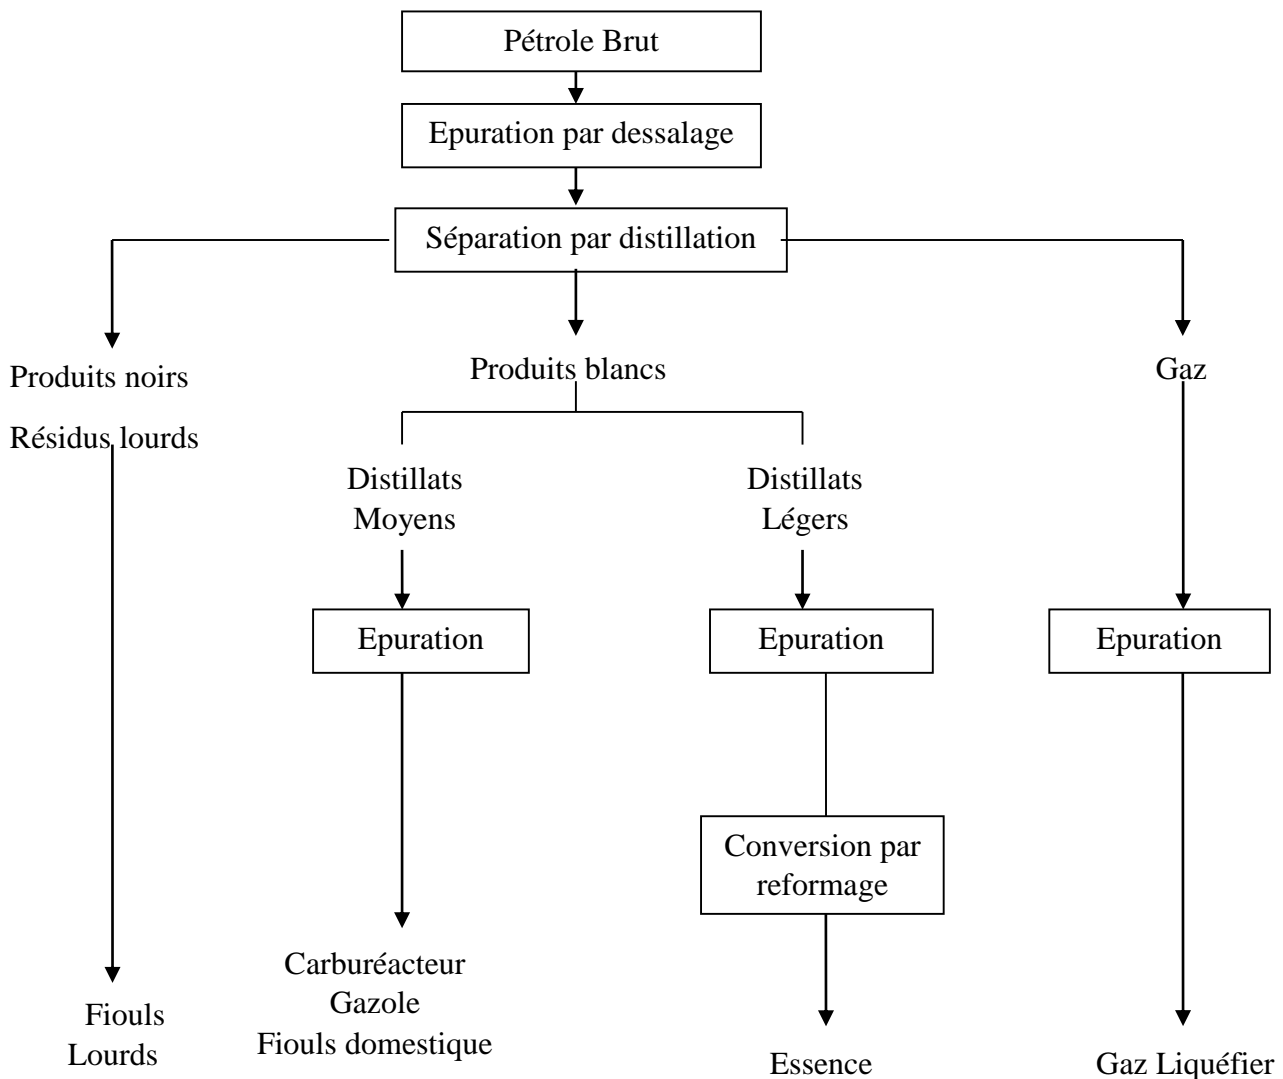 Pétrole Brut
Epuration par dessalage
Séparation par distillation
Produits noirs
Résidus lourds
Produits blancs
Gaz
Distillats
Moyens
Distillats
Légers
Epuration
Epuration
Epuration
Conversion par
reformage
Fiouls
Lourds
Carburéacteur
Gazole
Fiouls domestique
Essence
Gaz Liquéfier